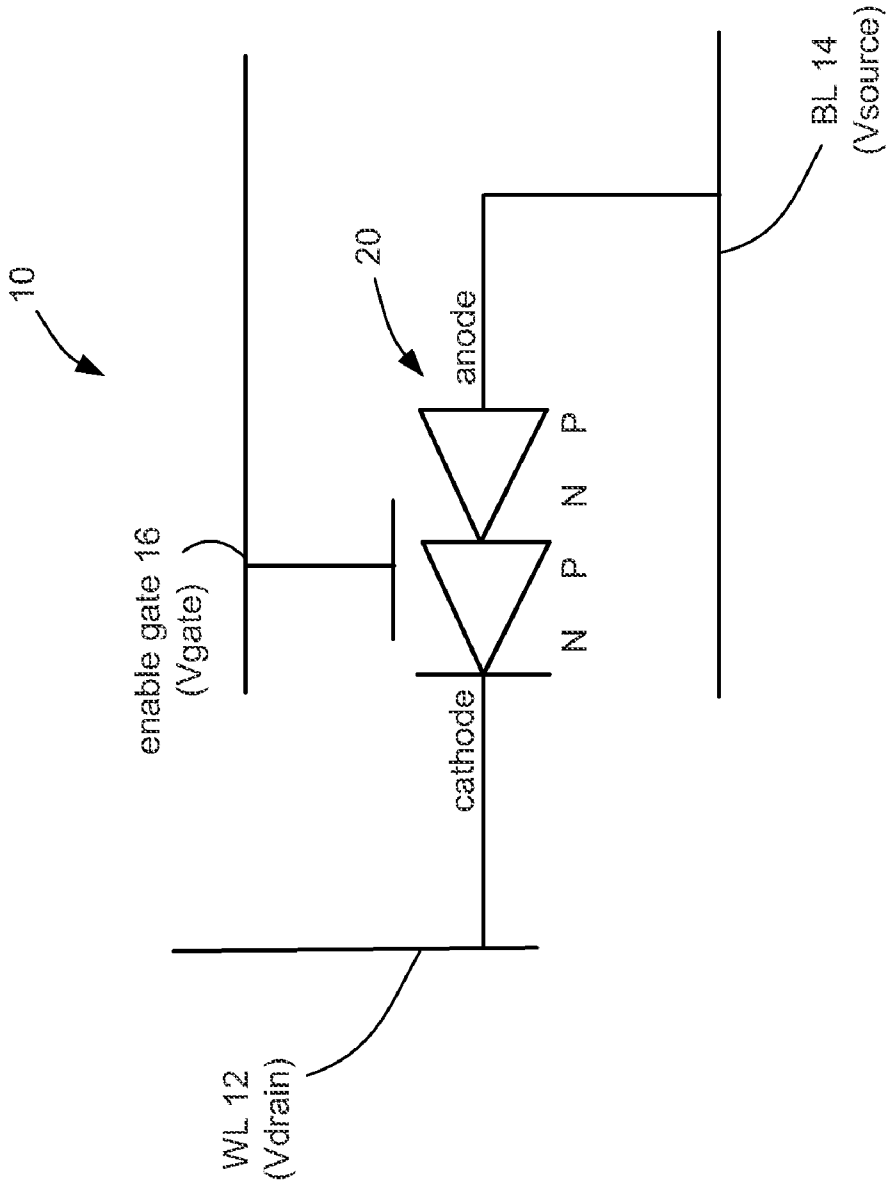 10
enable gate 16
(Vgate)
20
cathode
anode
N P N P
WL 12
(Vdrain)
BL 14
(Vsource)